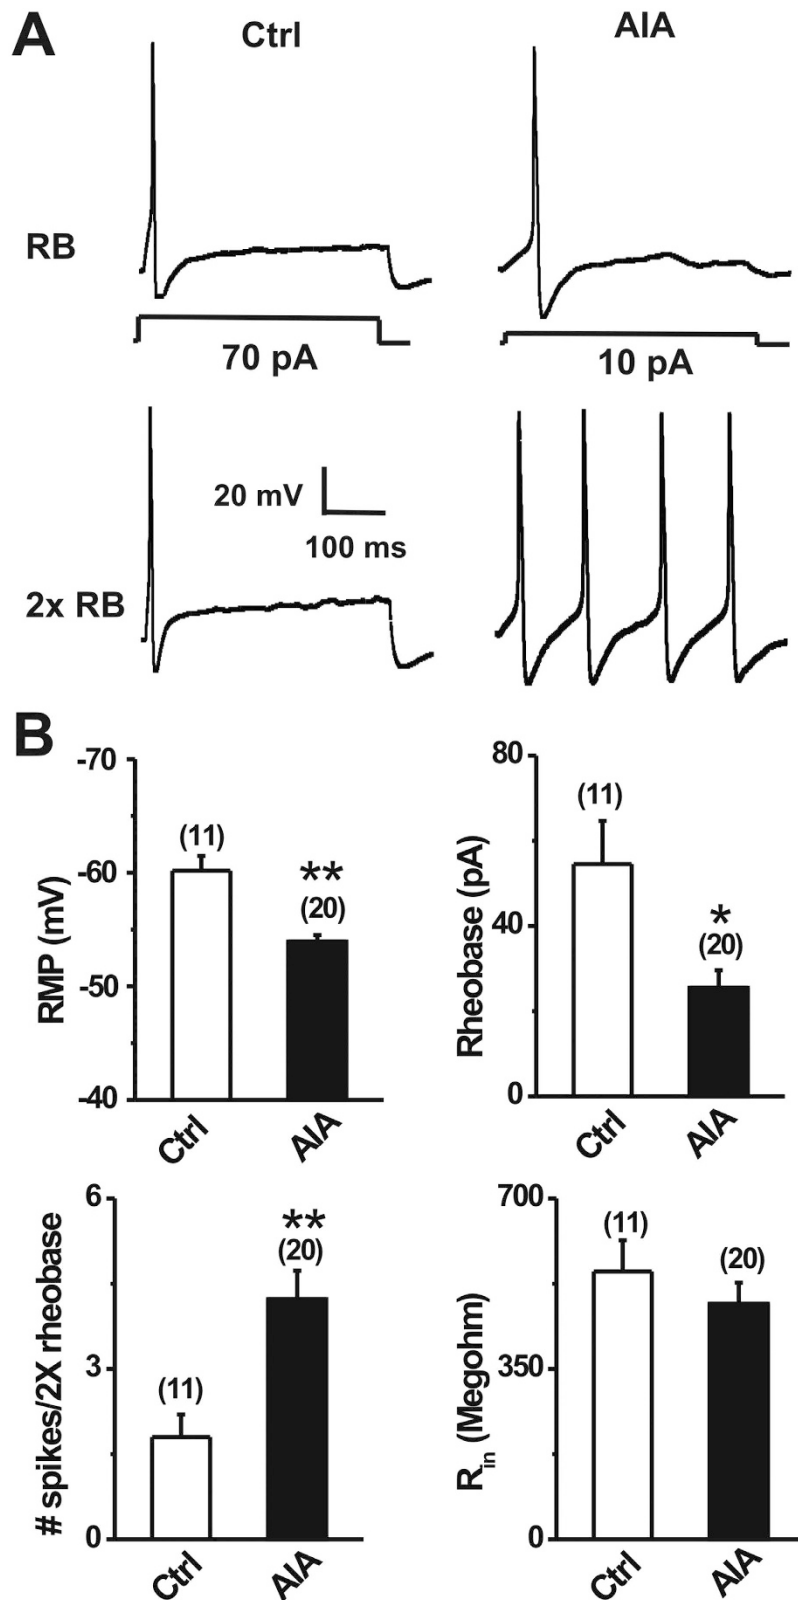 A
Ctrl
AIA
RB
70 pA
10 pA
20 mV
100 ms
2x RB
B
-70
-60
-50
-40
RMP (mV)
(11)
**
(20)
Ctrl
AIA
80
40
0
Rheobase (pA)
(11)
*
(20)
Ctrl
AIA
6
3
0
# spikes/2X rheobase
(11)
**
(20)
Ctrl
AIA
700
350
0
Rin (Megohm)
(11)
(20)
Ctrl
AIA